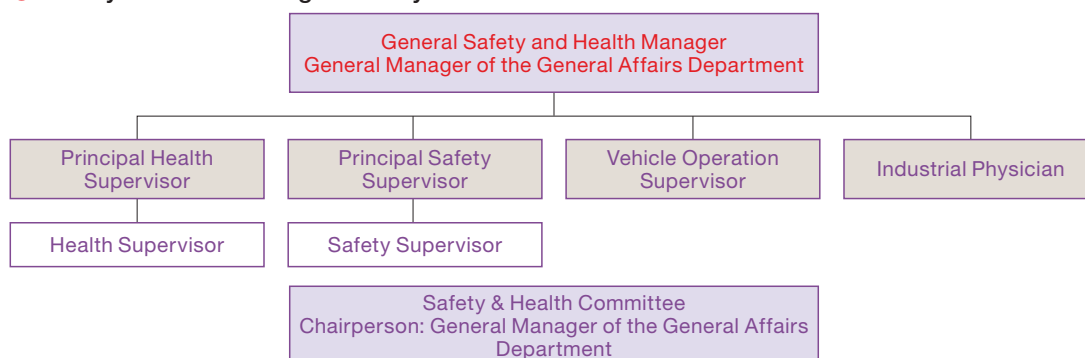 General Safety and Health Manager
General Manager of the General Affairs Department
Principal Health
Supervisor
Principal Safety
Supervisor
Vehicle Operation
Supervisor
Industrial Physician
Health Supervisor
Safety Supervisor
Safety & Health Committee
Chairperson: General Manager of the General Affairs
Department